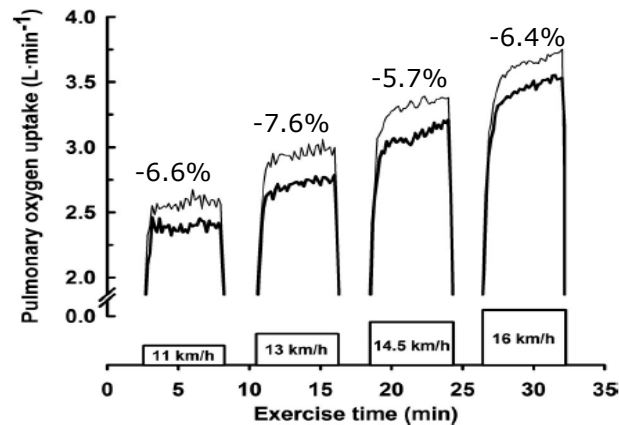 Pulmonary oxygen uptake (L·min⁻¹)
4.0
3.5
3.0
2.5
2.0
0.0
-6.6%
-7.6%
-5.7%
-6.4%
11 km/h
13 km/h
14.5 km/h
16 km/h
0 5 10 15 20 25 30 35
Exercise time (min)